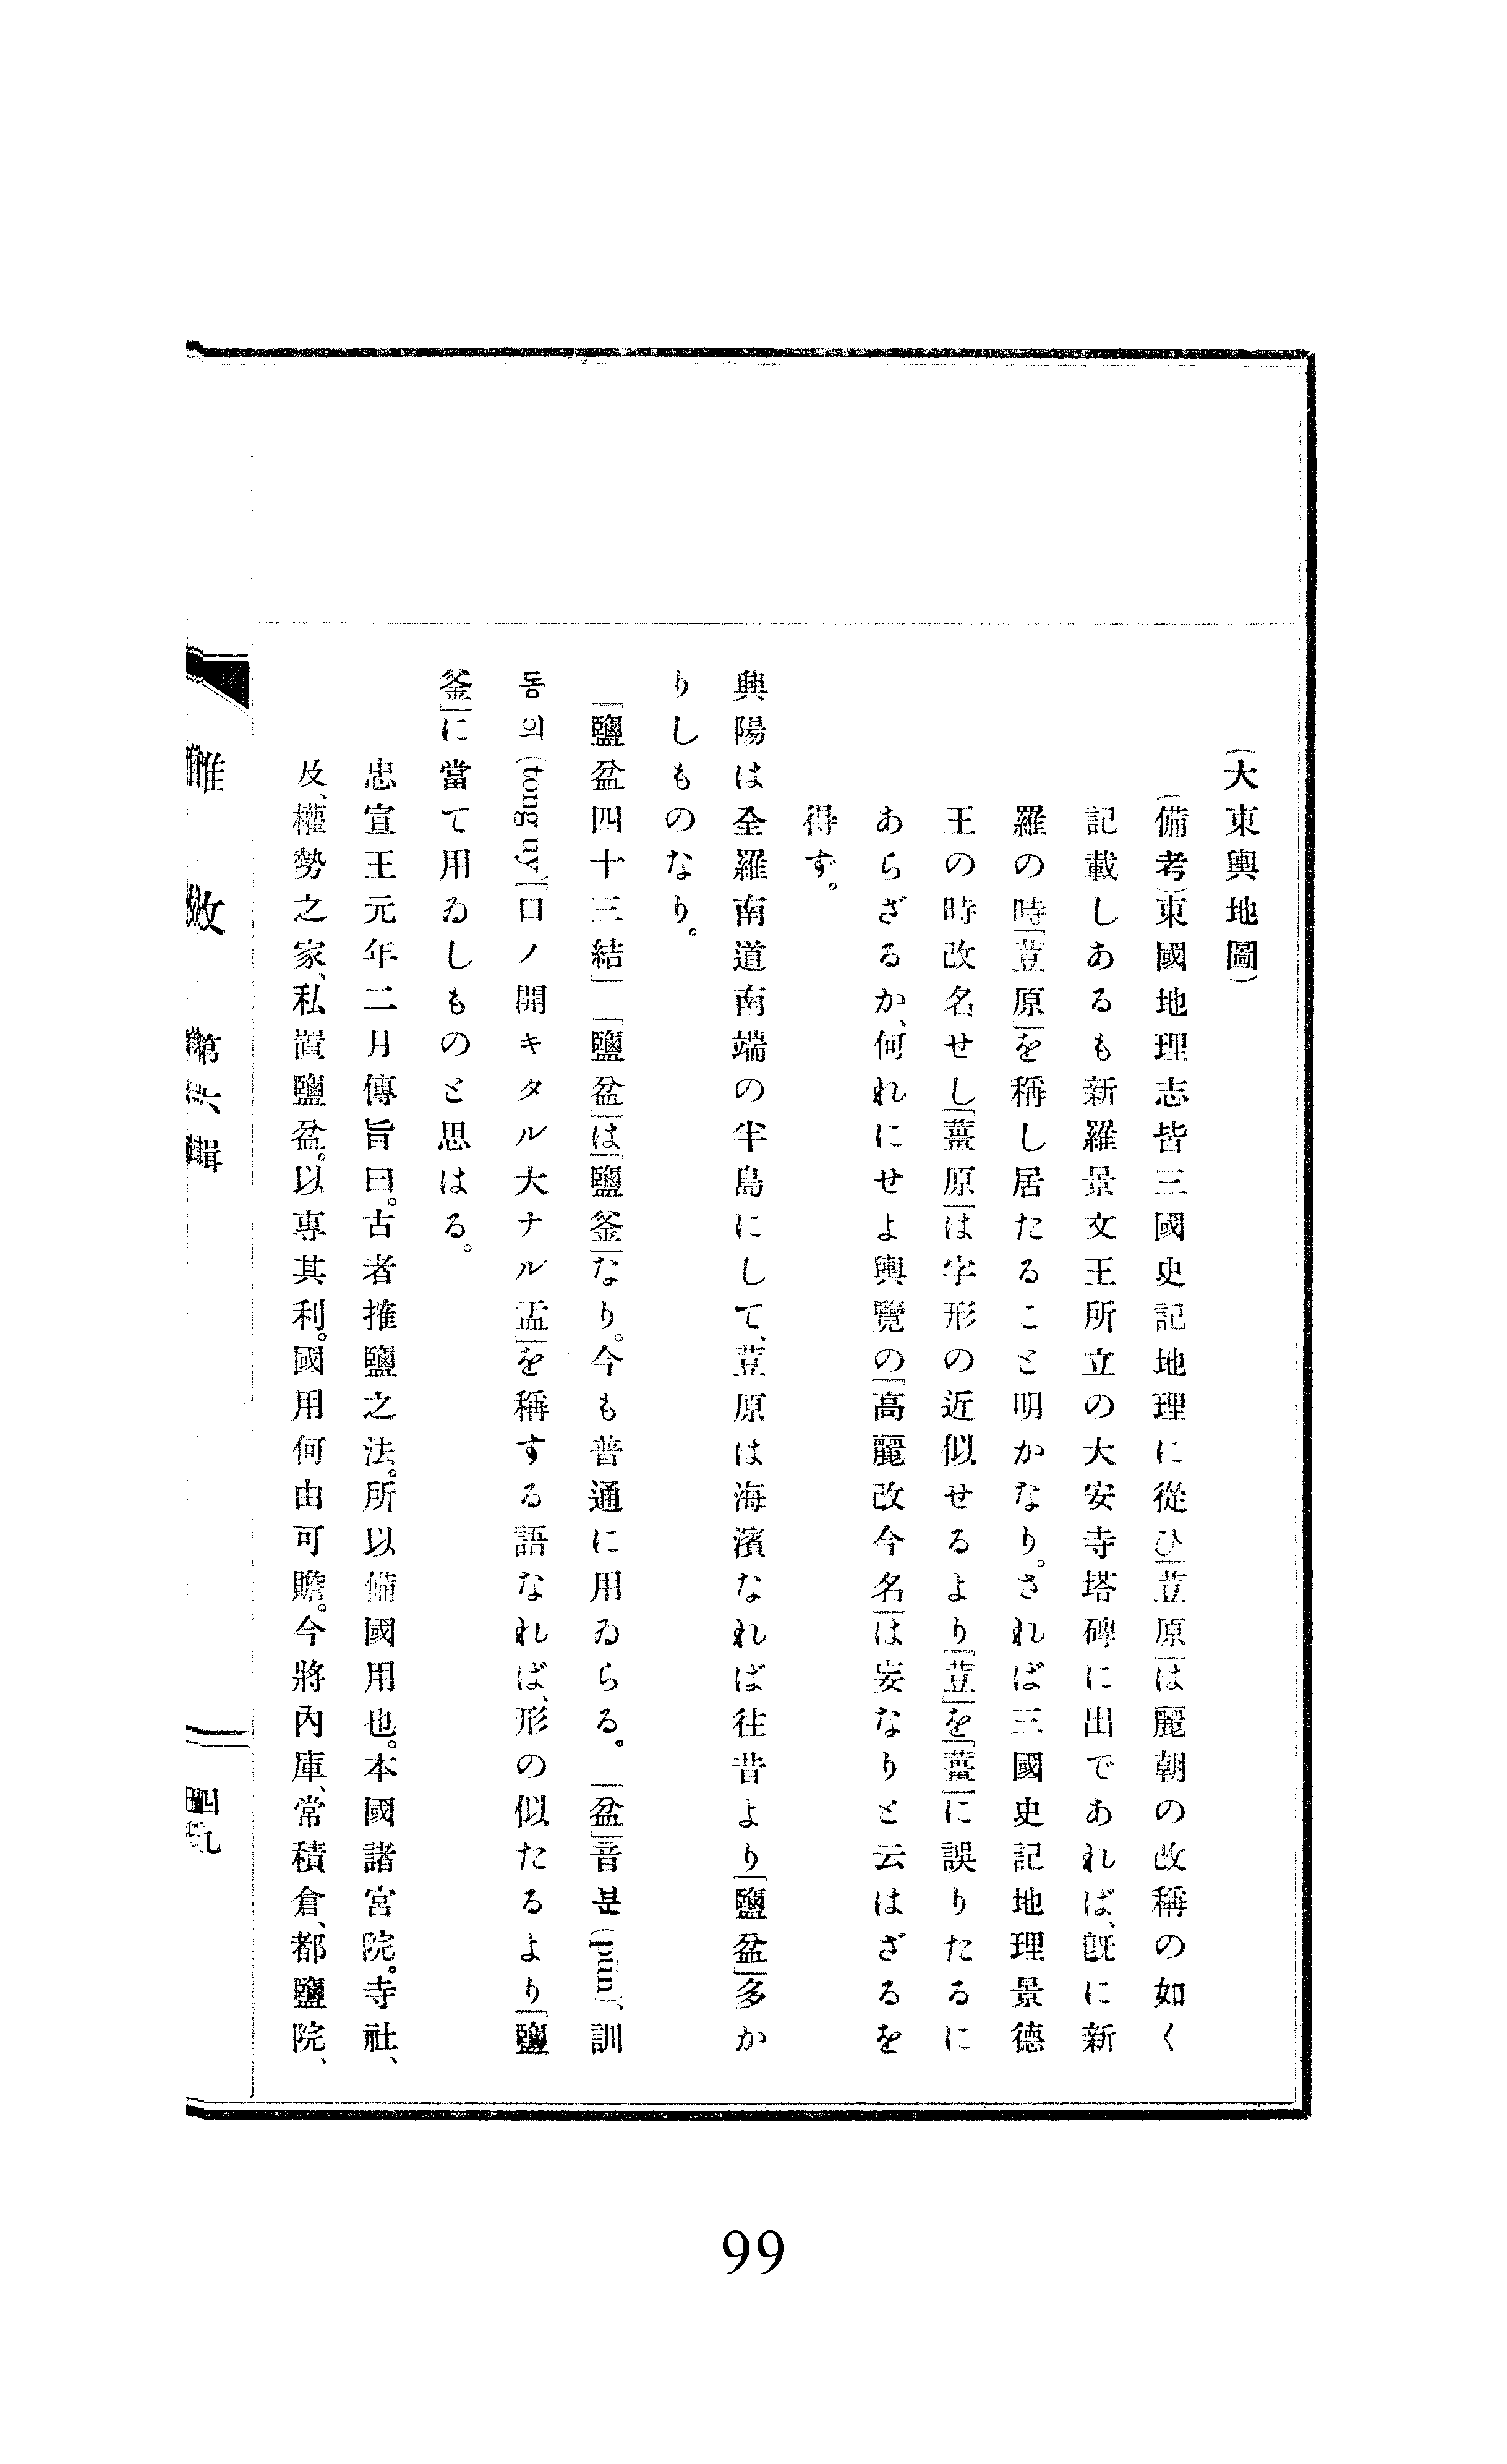 (大東輿地圖)
(備考)東國地理志皆三國史記地理に從ひ「荳原」は麗朝の改稱の如く
記載しあるも新羅景文王所立の大安寺塔碑に出であれば、既に新
羅の時「荳原」を稱し居たること明かなり。されば三國史記地理景德
王の時改名せし「薑原」は字形の近似せるより「荳」を「薑」に誤りたるに
あらざるか、何れにせよ輿覽の「高麗改今名」は妄なりと云はざるを
得ず。
興陽は全羅南道南端の半島にして、荳原は海濱なれば往昔より「鹽盆」多か
りしものなり。
「鹽盆四十三結」「鹽盆」は「鹽釜」なり。今も普通に用ゐらる。「盆」音분(pun)、訓
동의(tong uy)「口ノ開キタル大ナル盂」を稱する語なれば、形の似たるより「鹽
釜」に當て用ゐしものと思はる。
忠宣王元年二月傳旨曰。古者搉鹽之法。所以備國用也。本國諸宮院。寺社、
及、權勢之家、私置鹽盆。以專其利。國用何由可贍。今將內庫、常積倉、都鹽院、
雎攷 第六輯 四九
99